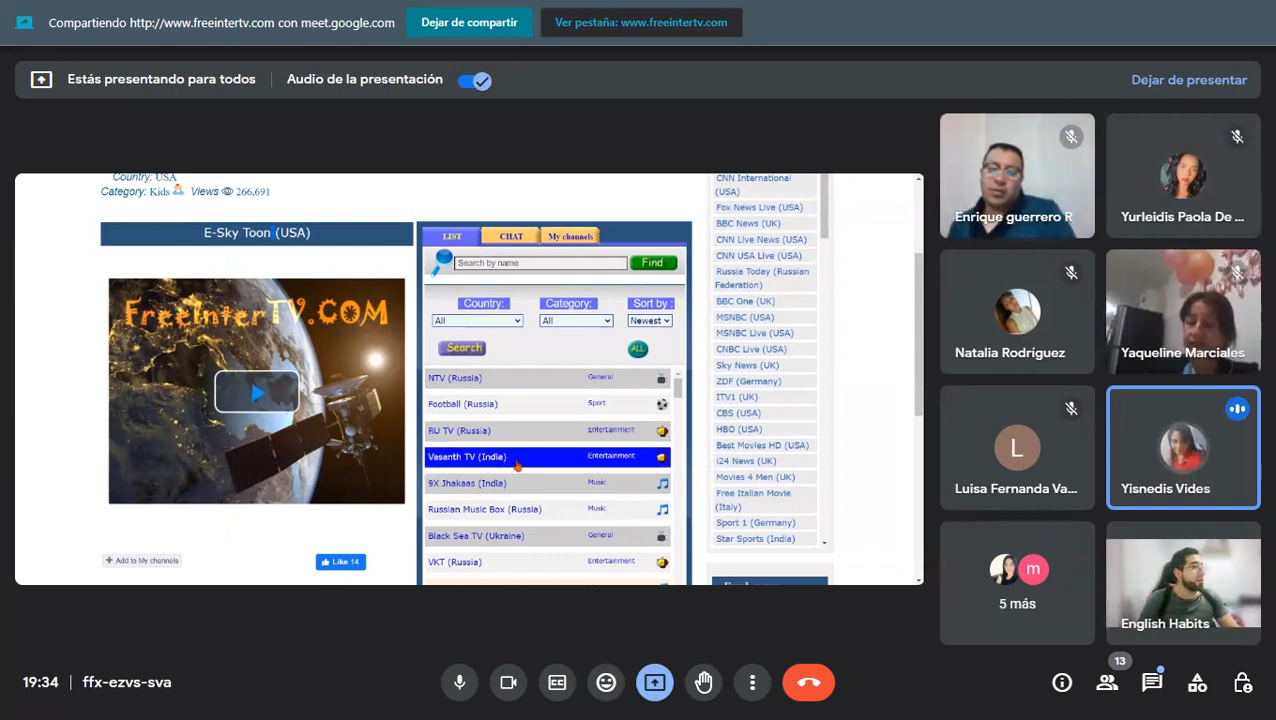 Compartiendo http://www.freeintertv.com con meet.google.com
Dejar de compartir
Ver pestaña: www.freeintertv.com
Estás presentando para todos
Audio de la presentación
Dejar de presentar
Country: USA
Category: Kids Views 266,691
E-Sky Toon (USA)
FreeInterTV.COM
Add to My channels
Like 14
LIST
CHAT
My channels
Search by name
Find
Country:
Category:
Sort by :
All
All
Newest
Search
ALL
NTV (Russia) General
Football (Russia) Sport
RU TV (Russia) Entertainment
Vasanth TV (India) Entertainment
9X Jhakaas (India) Music
Russian Music Box (Russia) Music
Black Sea TV (Ukraine) General
VKT (Russia) Entertainment
CNN International
(USA)
Fox News Live (USA)
BBC News (UK)
CNN Live News (USA)
CNN USA Live (USA)
Russia Today (Russian
Federation)
BBC One (UK)
MSNBC (USA)
MSNBC Live (USA)
CNBC Live (USA)
Sky News (UK)
ZDF (Germany)
ITV1 (UK)
CBS (USA)
HBO (USA)
Best Movies HD (USA)
i24 News (UK)
Movies 4 Men (UK)
Free Italian Movie
(Italy)
Sport 1 (Germany)
Star Sports (India)
Enrique guerrero R
Yurleidis Paola De ...
Natalia Rodríguez
Yaqueline Marciales
L
Luisa Fernanda Va...
Yisnedis Vides
m
5 más
English Habits
19:34
ffx-ezvs-sva
13